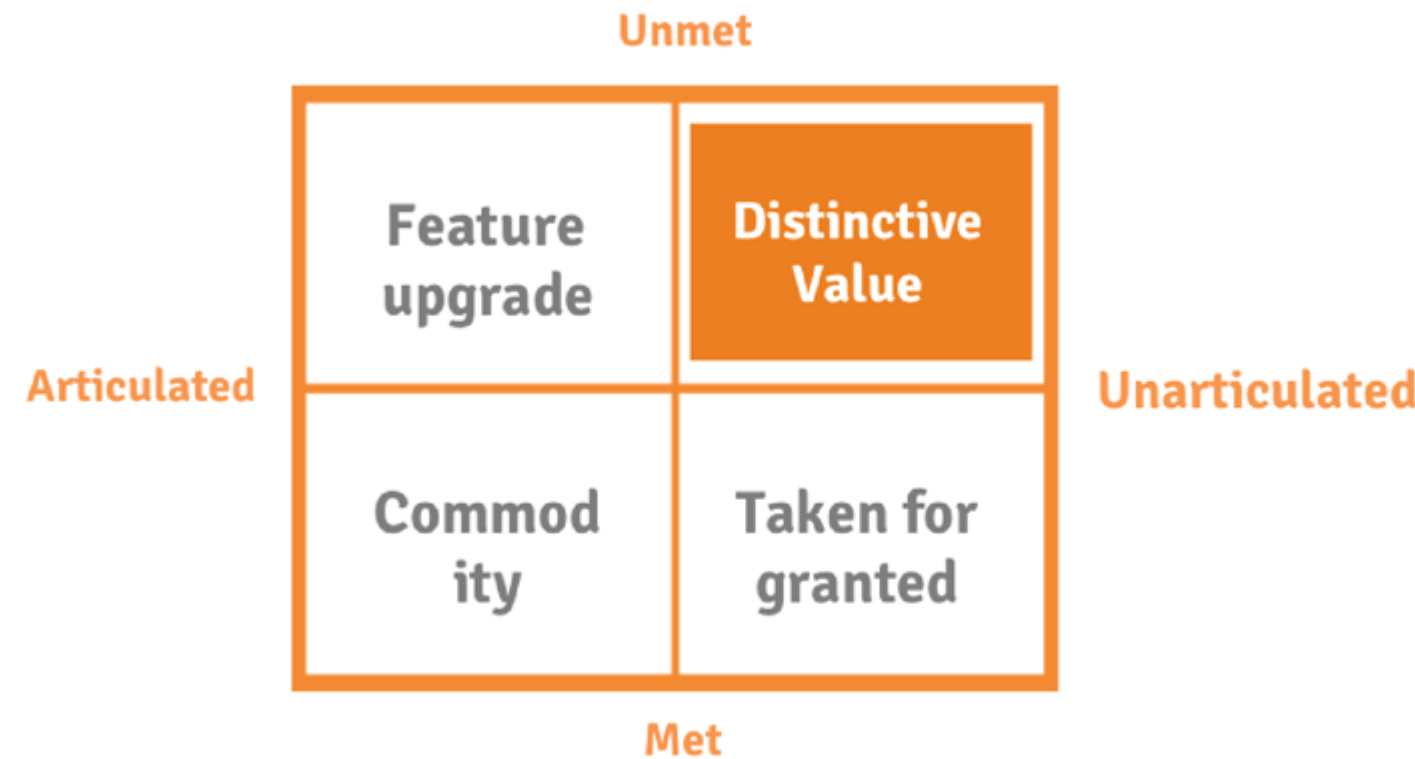 Unmet
Feature
upgrade
Distinctive
Value
Articulated
Unarticulated
Commod
ity
Taken for
granted
Met